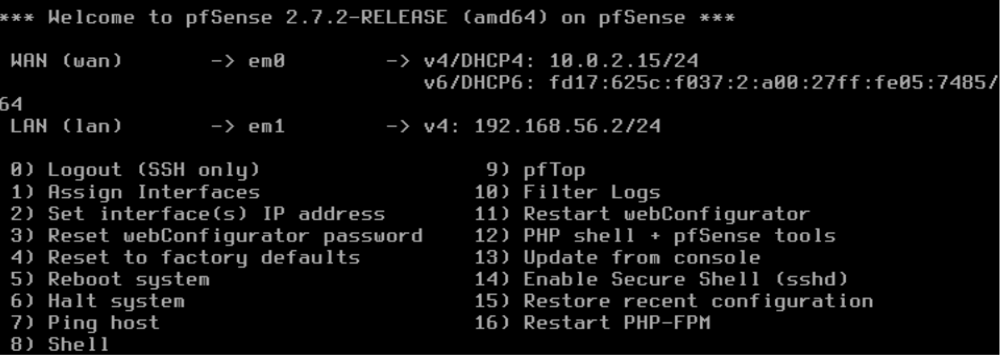 *** Welcome to pfSense 2.7.2-RELEASE (amd64) on pfSense ***
WAN (wan) -> em0 -> v4/DHCP4: 10.0.2.15/24
v6/DHCP6: fd17:625c:f037:2:a00:27ff:fe05:7485/
64
LAN (lan) -> em1 -> v4: 192.168.56.2/24
0) Logout (SSH only) 9) pfTop
1) Assign Interfaces 10) Filter Logs
2) Set interface(s) IP address 11) Restart webConfigurator
3) Reset webConfigurator password 12) PHP shell + pfSense tools
4) Reset to factory defaults 13) Update from console
5) Reboot system 14) Enable Secure Shell (sshd)
6) Halt system 15) Restore recent configuration
7) Ping host 16) Restart PHP-FPM
8) Shell